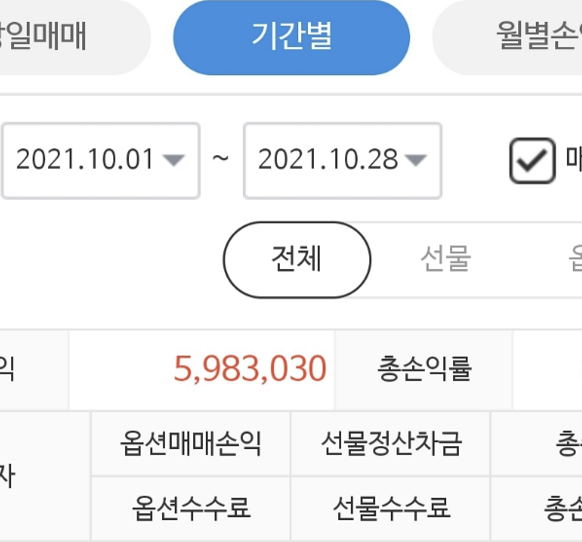 당일매매 기간별 월별손익
2021.10.01 ~ 2021.10.28 매
전체 선물
익 5,983,030 총손익률
자 옵션매매손익 선물정산차금 총
옵션수수료 선물수수료 총손